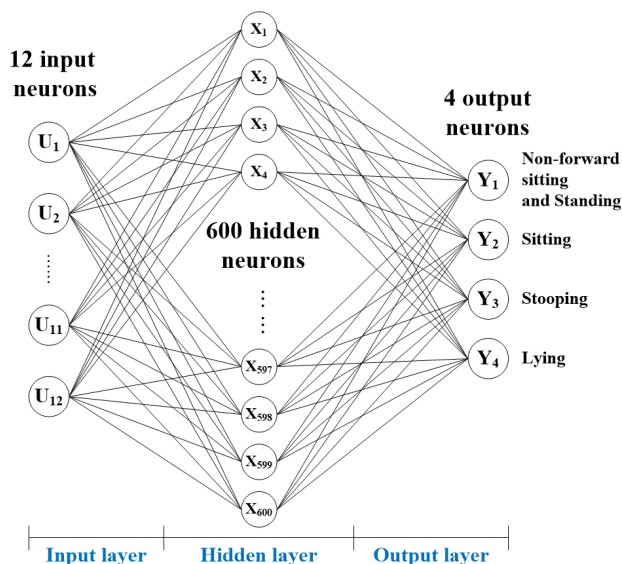 12 input
neurons
U1
U2
......
U11
U12
X1
X2
X3
X4
600 hidden
neurons
X597
X598
X599
X600
4 output
neurons
Y1
Non-forward
sitting
and Standing
Y2
Sitting
Y3
Stooping
Y4
Lying
Input layer
Hidden layer
Output layer